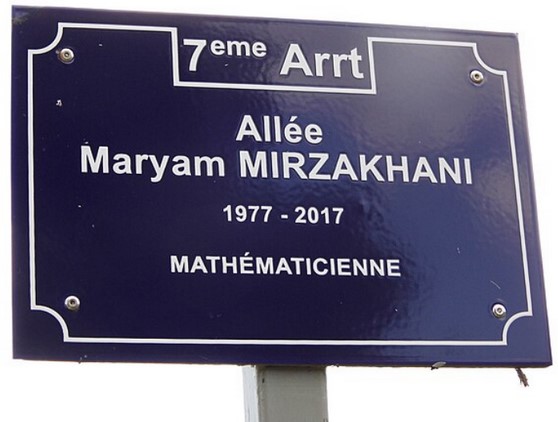 7eme Arrt
Allée
Maryam MIRZAKHANI
1977 - 2017
MATHÉMATICIENNE